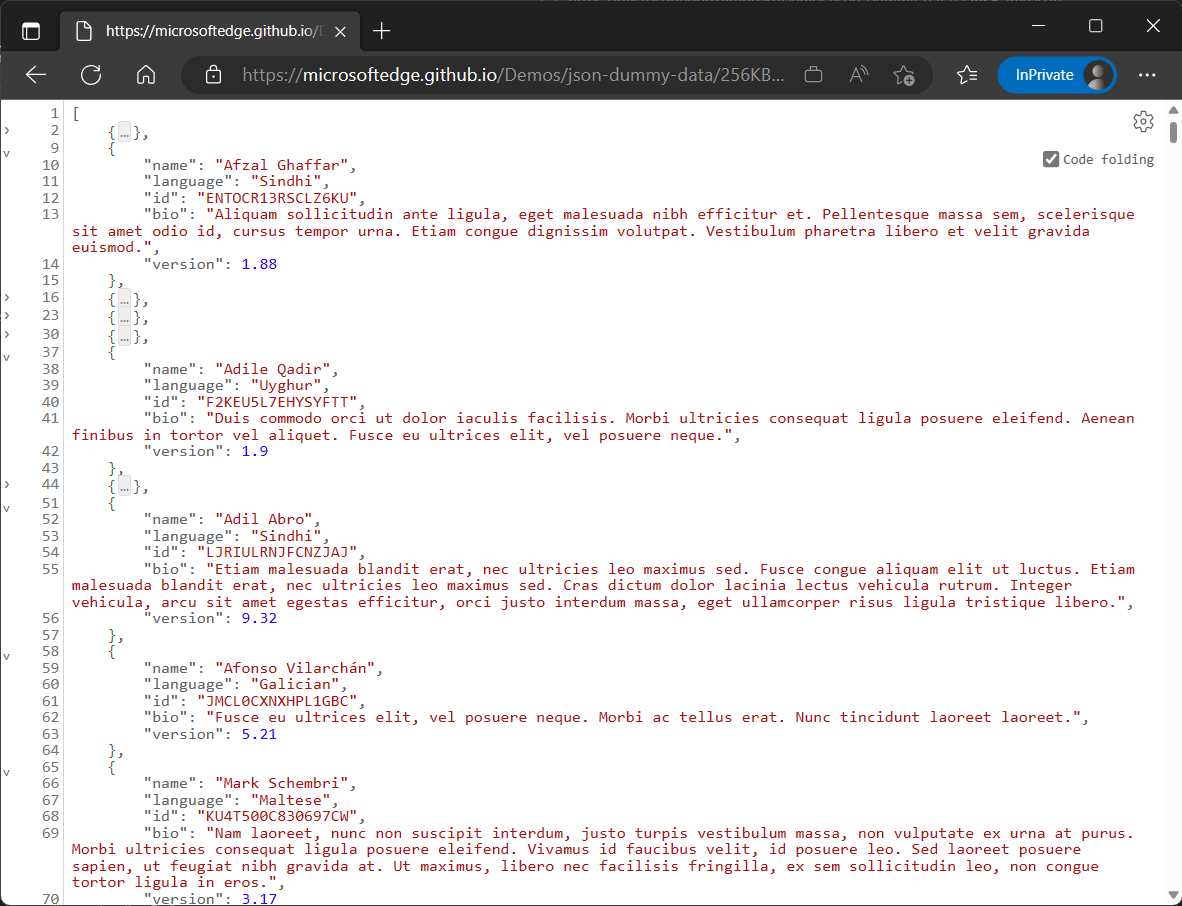 https://microsoftedge.github.io/
https://microsoftedge.github.io/Demos/json-dummy-data/256KB...
InPrivate
Code folding
1 [
2 {...},
9 {
10 "name": "Afzal Ghaffar",
11 "language": "Sindhi",
12 "id": "ENTOCR13RSCLZ6KU",
13 "bio": "Aliquam sollicitudin ante ligula, eget malesuada nibh efficitur et. Pellentesque massa sem, scelerisque
sit amet odio id, cursus tempor urna. Etiam congue dignissim volutpat. Vestibulum pharetra libero et velit gravida
euismod.",
14 "version": 1.88
15 },
16 {...},
23 {...},
30 {...},
37 {
38 "name": "Adile Qadir",
39 "language": "Uyghur",
40 "id": "F2KEU5L7EHYSYFTT",
41 "bio": "Duis commodo orci ut dolor iaculis facilisis. Morbi ultricies consequat ligula posuere eleifend. Aenean
finibus in tortor vel aliquet. Fusce eu ultrices elit, vel posuere neque.",
42 "version": 1.9
43 },
44 {...},
51 {
52 "name": "Adil Abro",
53 "language": "Sindhi",
54 "id": "LJRIULRNJFCNZJAJ",
55 "bio": "Etiam malesuada blandit erat, nec ultricies leo maximus sed. Fusce congue aliquam elit ut luctus. Etiam
malesuada blandit erat, nec ultricies leo maximus sed. Cras dictum dolor lacinia lectus vehicula rutrum. Integer
vehicula, arcu sit amet egestas efficitur, orci justo interdum massa, eget ullamcorper risus ligula tristique libero.",
56 "version": 9.32
57 },
58 {
59 "name": "Afonso Vilarchán",
60 "language": "Galician",
61 "id": "JMCL0CXNXHPL1GBC",
62 "bio": "Fusce eu ultrices elit, vel posuere neque. Morbi ac tellus erat. Nunc tincidunt laoreet laoreet.",
63 "version": 5.21
64 },
65 {
66 "name": "Mark Schembri",
67 "language": "Maltese",
68 "id": "KU4T500C830697CW",
69 "bio": "Nam laoreet, nunc non suscipit interdum, justo turpis vestibulum massa, non vulputate ex urna at purus.
Morbi ultricies consequat ligula posuere eleifend. Vivamus id faucibus velit, id posuere leo. Sed laoreet posuere
sapien, ut feugiat nibh gravida at. Ut maximus, libero nec facilisis fringilla, ex sem sollicitudin leo, non congue
tortor ligula in eros.",
70 "version": 3.17